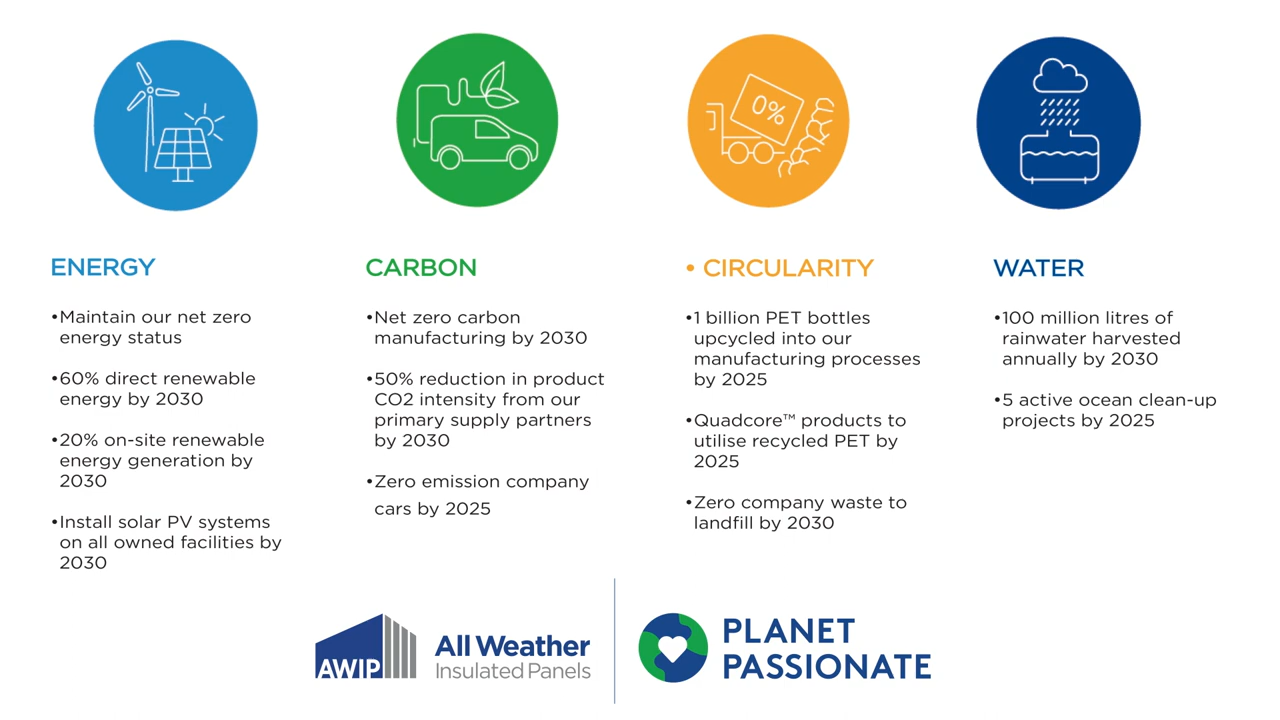 0%
ENERGY
•Maintain our net zero
energy status
•60% direct renewable
energy by 2030
•20% on-site renewable
energy generation by
2030
•Install solar PV systems
on all owned facilities by
2030
CARBON
•Net zero carbon
manufacturing by 2030
•50% reduction in product
CO2 intensity from our
primary supply partners
by 2030
•Zero emission company
cars by 2025
• CIRCULARITY
•1 billion PET bottles
upcycled into our
manufacturing processes
by 2025
•Quadcore™ products to
utilise recycled PET by
2025
•Zero company waste to
landfill by 2030
WATER
•100 million litres of
rainwater harvested
annually by 2030
•5 active ocean clean-up
projects by 2025
AWIP
All Weather
Insulated Panels
PLANET
PASSIONATE